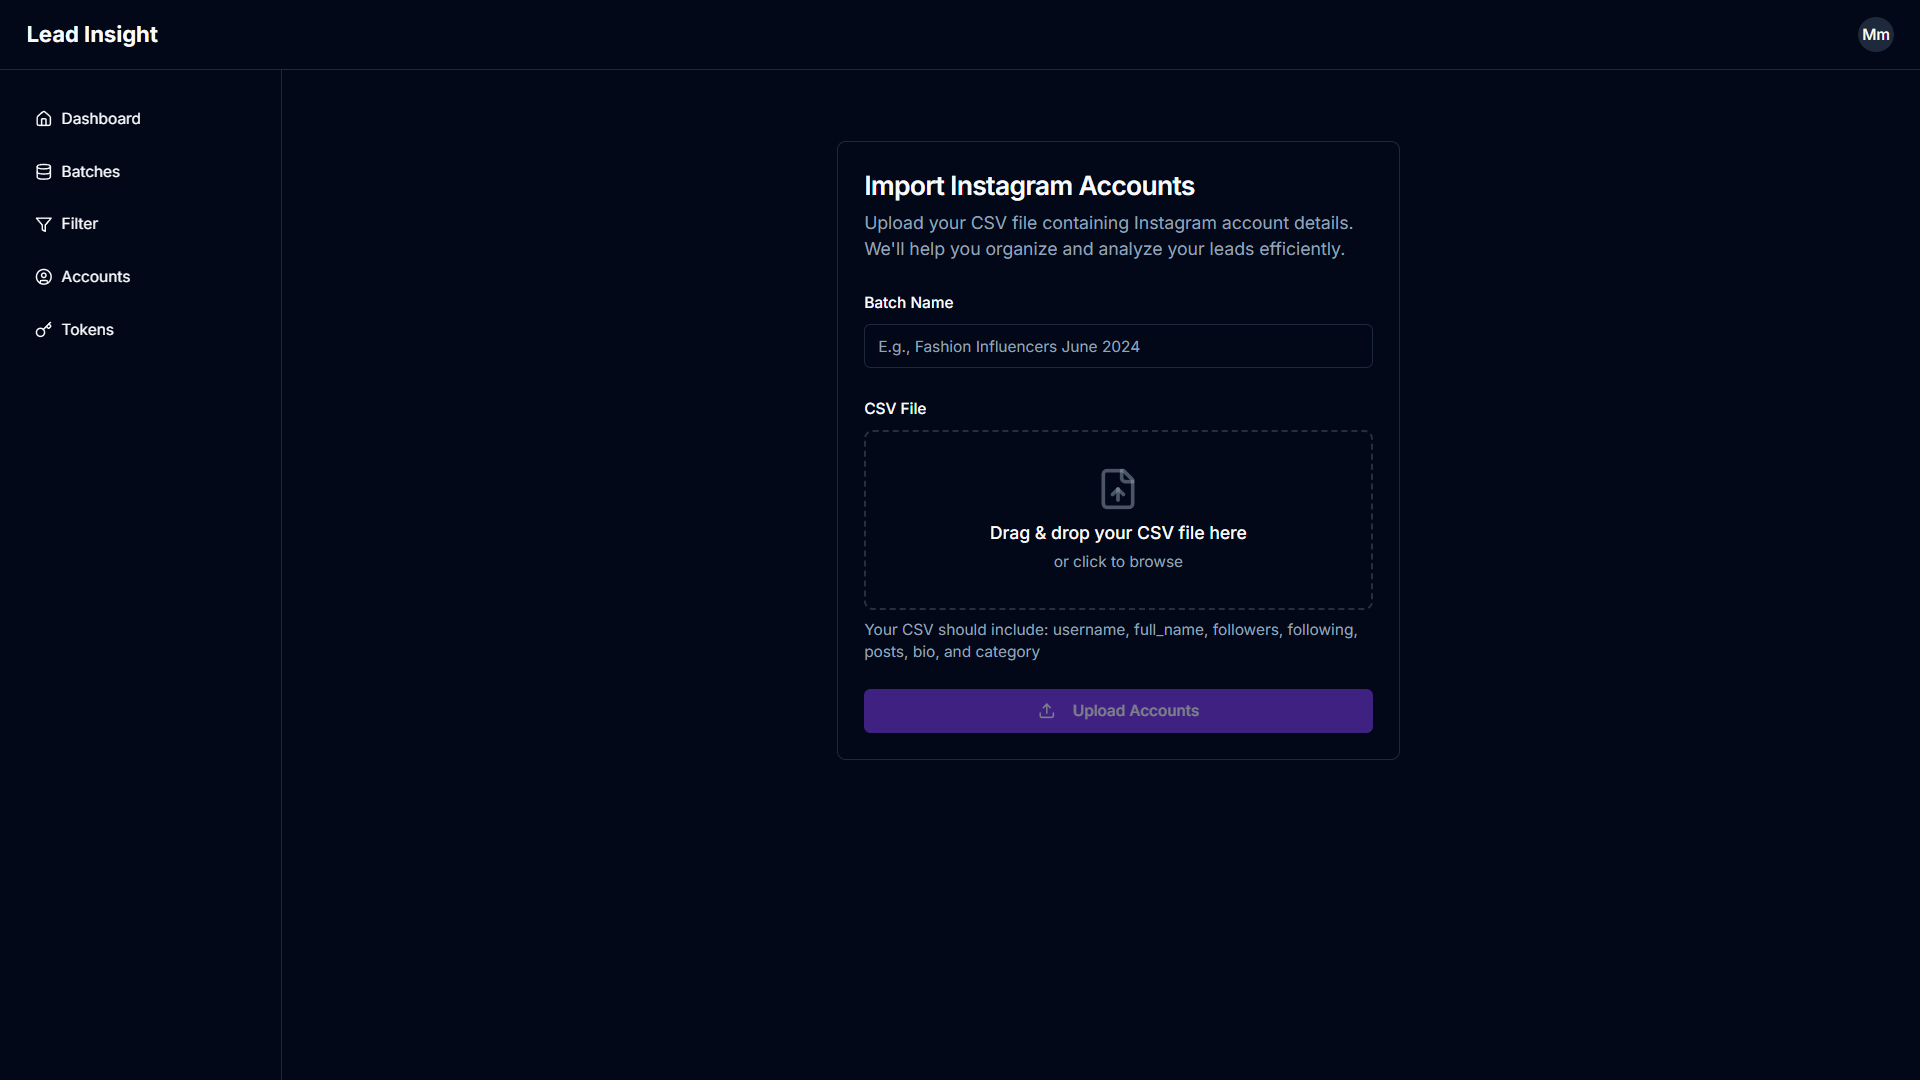 Lead Insight
Mm
Dashboard
Batches
Filter
Accounts
Tokens
Import Instagram Accounts
Upload your CSV file containing Instagram account details.
We'll help you organize and analyze your leads efficiently.
Batch Name
E.g., Fashion Influencers June 2024
CSV File
Drag & drop your CSV file here
or click to browse
Your CSV should include: username, full_name, followers, following,
posts, bio, and category
Upload Accounts